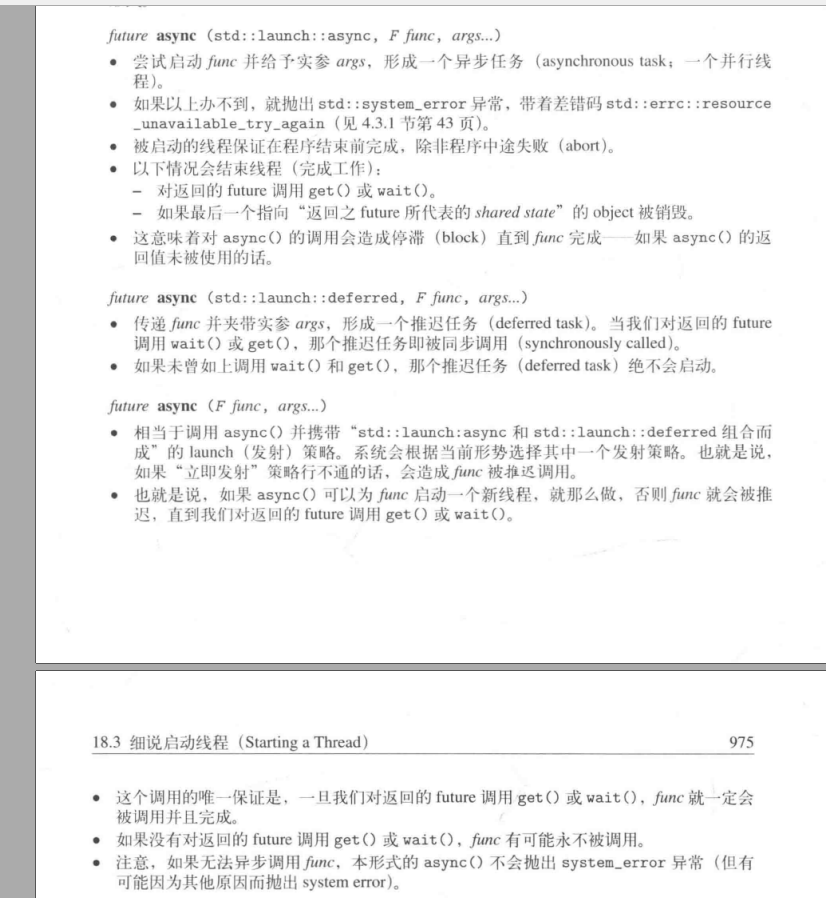 future async (std::launch::async, F func, args...)
• 尝试启动 func 并给予实参 args，形成一个异步任务（asynchronous task；一个并行线
程）。
• 如果以上办不到，就抛出 std::system_error 异常，带着差错码 std::errc::resource
_unavailable_try_again（见 4.3.1 节第 43 页）。
• 被启动的线程保证在程序结束前完成，除非程序中途失败（abort）。
• 以下情况会结束线程（完成工作）：
– 对返回的 future 调用 get() 或 wait()。
– 如果最后一个指向“返回之 future 所代表的 shared state”的 object 被销毁。
• 这意味着对 async() 的调用会造成停滞（block）直到 func 完成——如果 async() 的返
回值未被使用的话。
future async (std::launch::deferred, F func, args...)
• 传递 func 并夹带实参 args，形成一个推迟任务（deferred task）。当我们对返回的 future
调用 wait() 或 get()，那个推迟任务即被同步调用（synchronously called）。
• 如果未曾如上调用 wait() 和 get()，那个推迟任务（deferred task）绝不会启动。
future async (F func, args...)
• 相当于调用 async() 并携带“std::launch:async 和 std::launch::deferred 组合而
成”的 launch（发射）策略。系统会根据当前形势选择其中一个发射策略。也就是说，
如果“立即发射”策略行不通的话，会造成 func 被推迟调用。
• 也就是说，如果 async() 可以为 func 启动一个新线程，就那么做，否则 func 就会被推
迟，直到我们对返回的 future 调用 get() 或 wait()。
18.3 细说启动线程（Starting a Thread） 975
• 这个调用的唯一保证是，一旦我们对返回的 future 调用 get() 或 wait()，func 就一定会
被调用并且完成。
• 如果没有对返回的 future 调用 get() 或 wait()，func 有可能永不被调用。
• 注意，如果无法异步调用 func，本形式的 async() 不会抛出 system_error 异常（但有
可能因为其他原因而抛出 system error）。